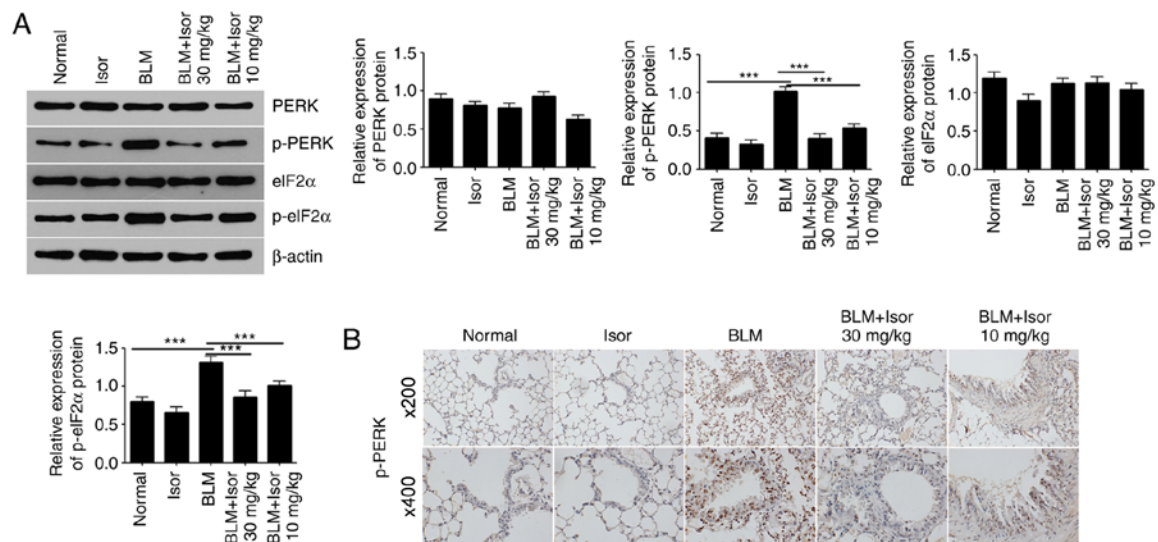 A
Normal
Isor
BLM
BLM+Isor
30 mg/kg
BLM+Isor
10 mg/kg
PERK
p-PERK
eIF2α
p-eIF2α
β-actin
Relative expression
of PERK protein
1.5
1.0
0.5
0.0
Normal
Isor
BLM
BLM+Isor
30 mg/kg
BLM+Isor
10 mg/kg
Relative expression
of p-PERK protein
1.5
1.0
0.5
0.0
***
***
***
Normal
Isor
BLM
BLM+Isor
30 mg/kg
BLM+Isor
10 mg/kg
Relative expression
of eIF2α protein
1.5
1.0
0.5
0.0
Normal
Isor
BLM
BLM+Isor
30 mg/kg
BLM+Isor
10 mg/kg
Relative expression
of p-eIF2α protein
1.5
1.0
0.5
0.0
***
***
***
Normal
Isor
BLM
BLM+Isor
30 mg/kg
BLM+Isor
10 mg/kg
B
Normal
Isor
BLM
BLM+Isor
30 mg/kg
BLM+Isor
10 mg/kg
p-PERK
x200
x400